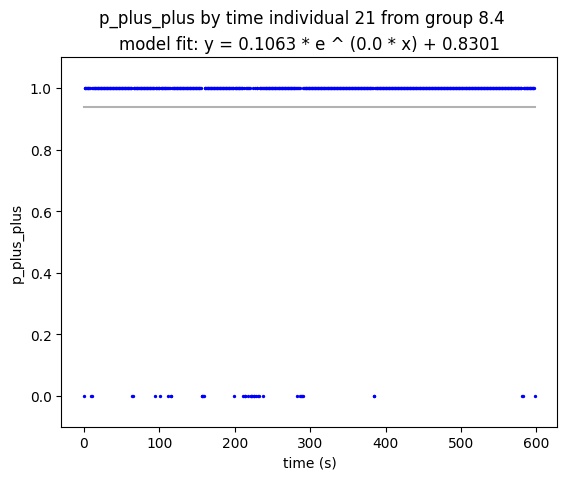 p_plus_plus by time individual 21 from group 8.4
model fit: y = 0.1063 * e ^ (0.0 * x) + 0.8301
1.0
0.8
0.6
0.4
0.2
0.0
p_plus_plus
0 100 200 300 400 500 600
time (s)